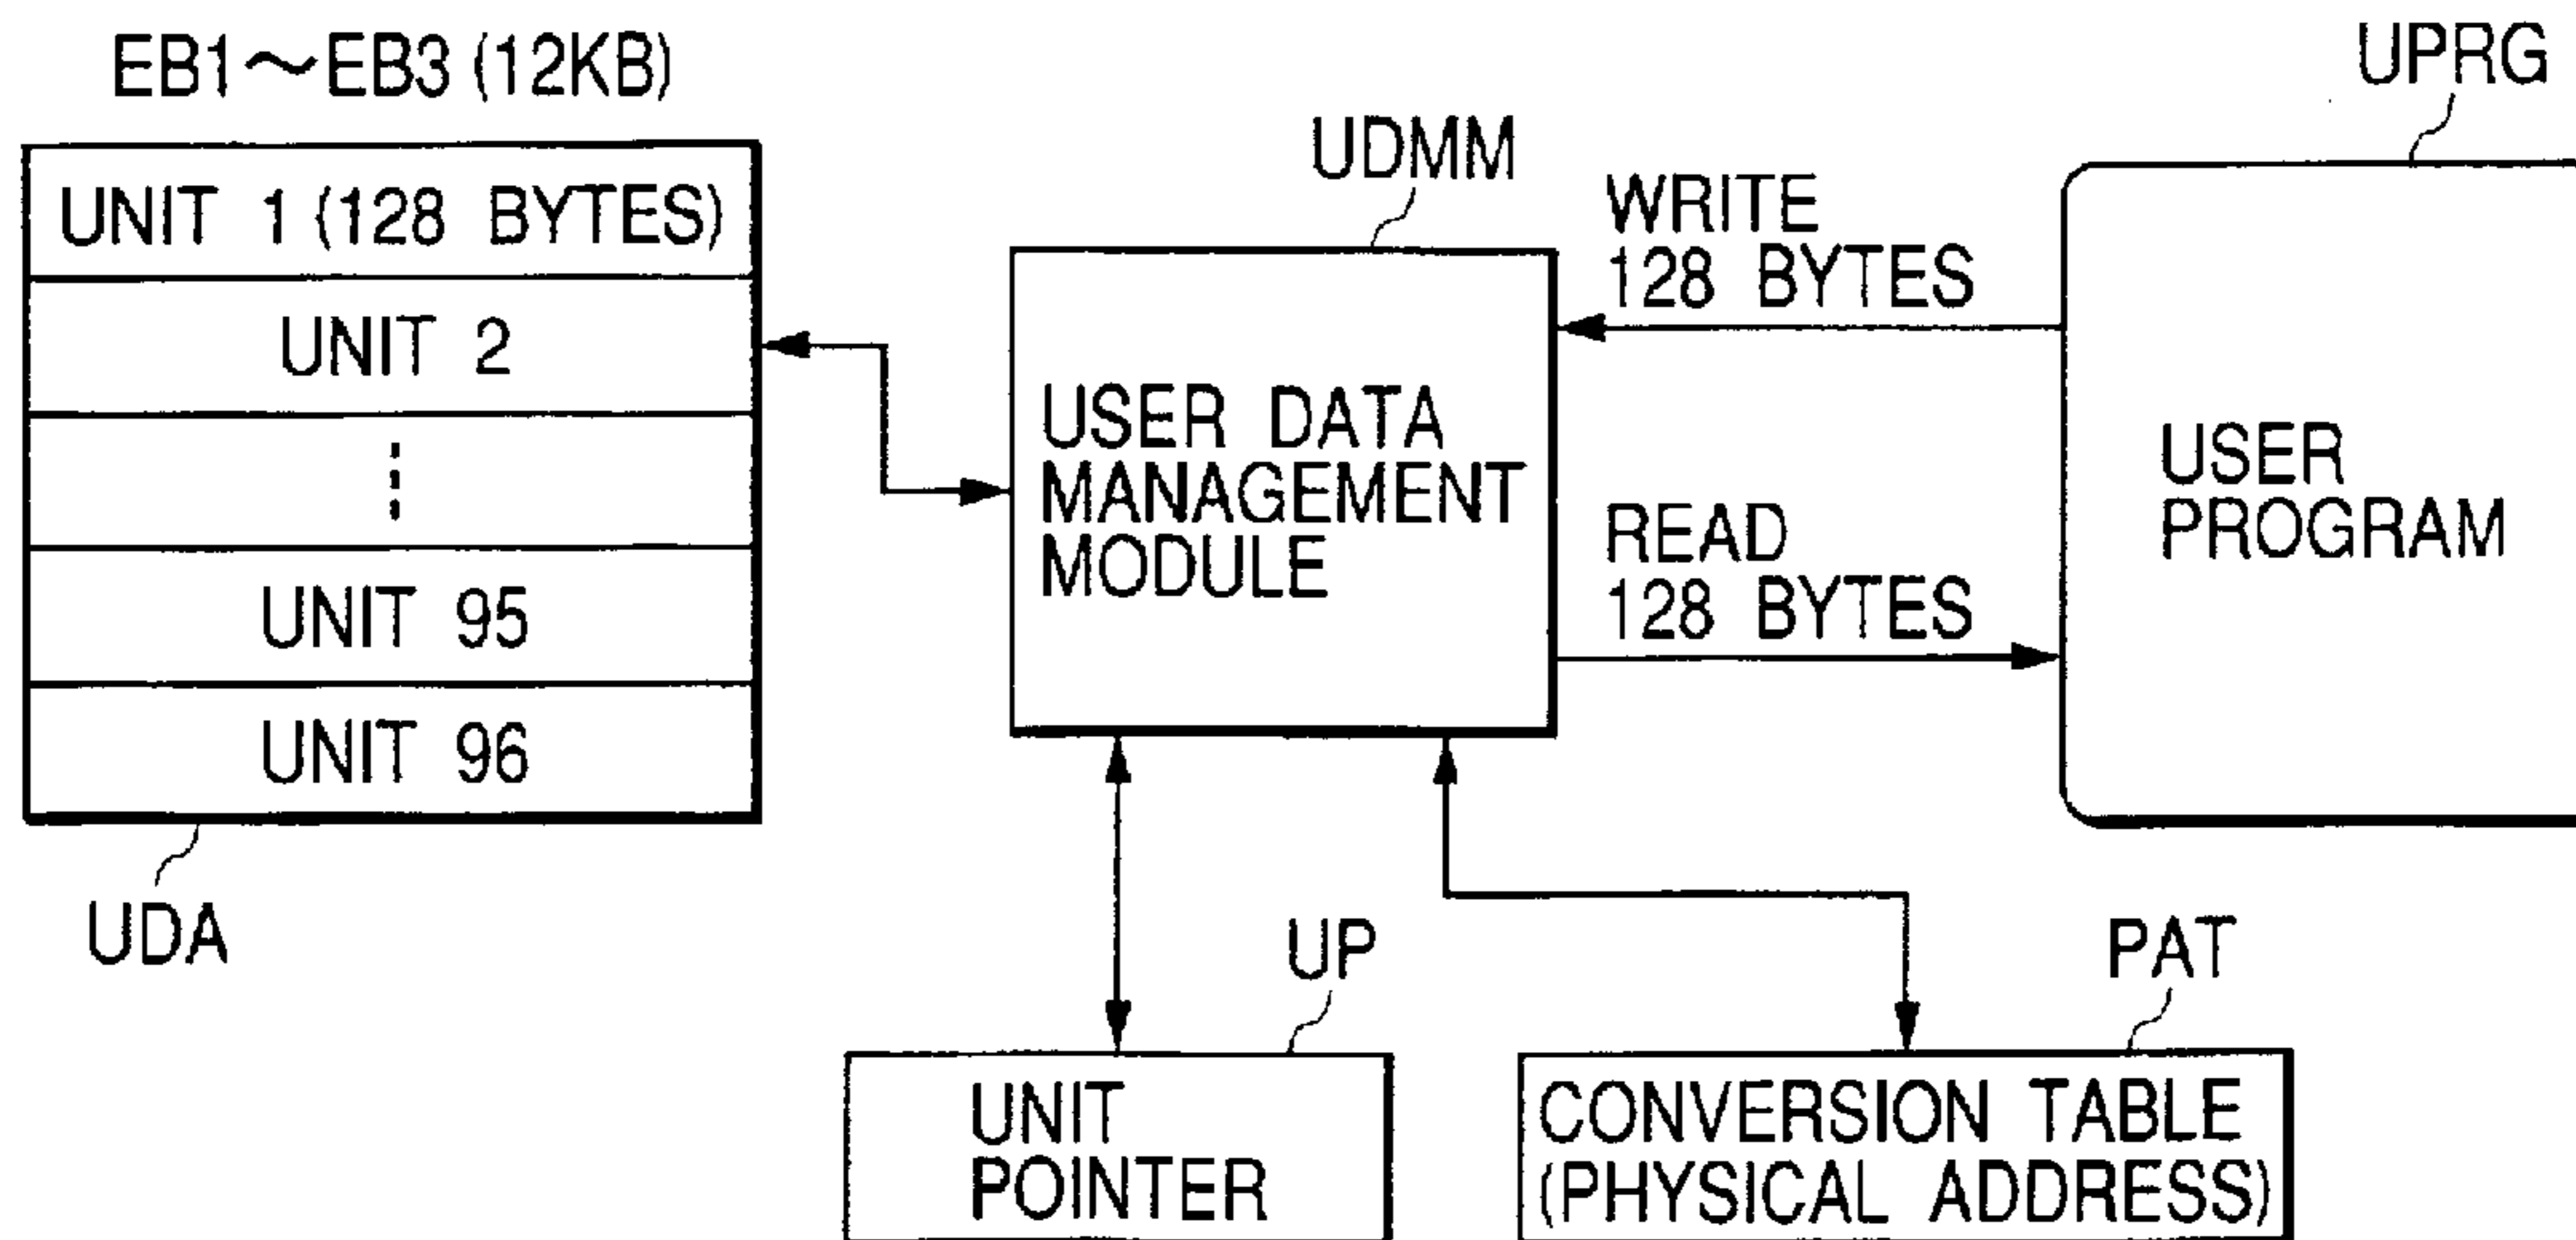 EB1～EB3 (12KB)
UNIT 1 (128 BYTES)
UNIT 2
UNIT 95
UNIT 96
UDA
UDMM
USER DATA
MANAGEMENT
MODULE
WRITE
128 BYTES
READ
128 BYTES
UPRG
USER
PROGRAM
UP
UNIT
POINTER
PAT
CONVERSION TABLE
(PHYSICAL ADDRESS)